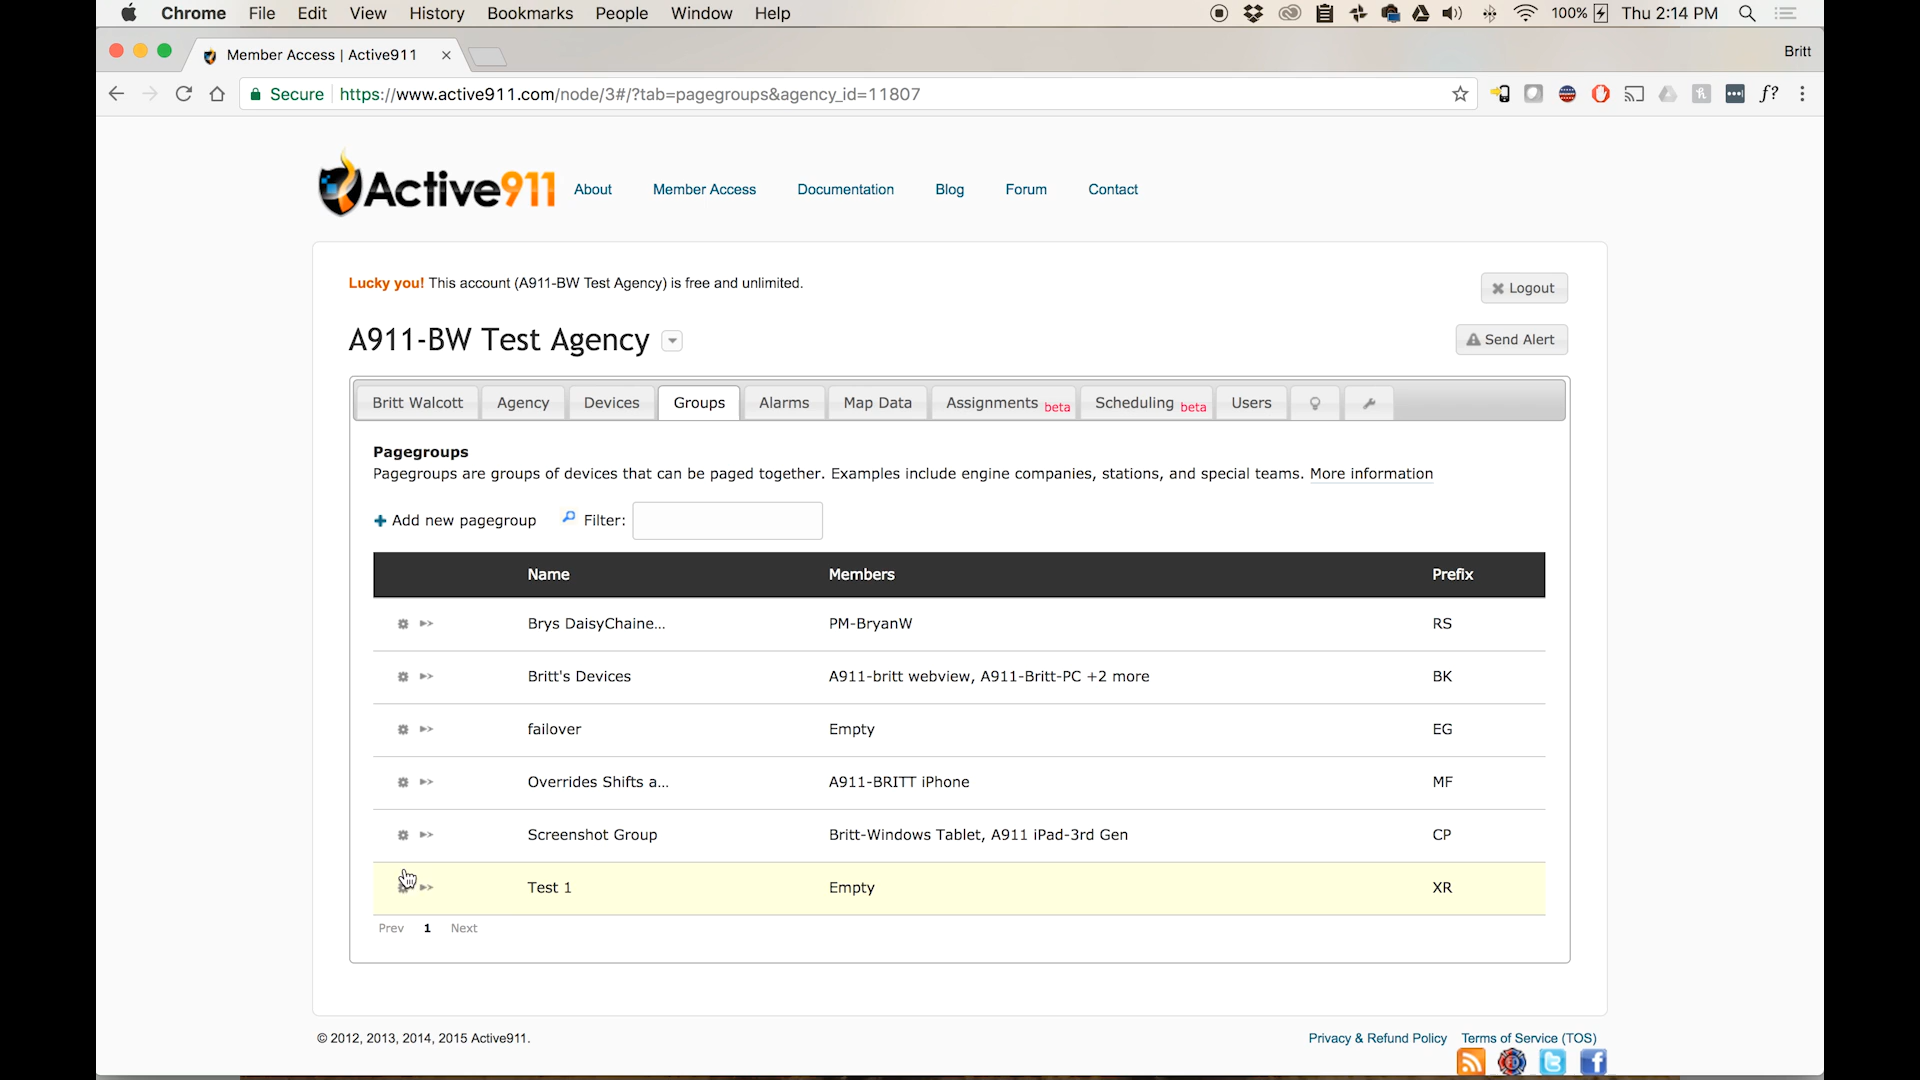 Chrome File Edit View History Bookmarks People Window Help 100% Thu 2:14 PM
Member Access | Active911 Britt
Secure https://www.active911.com/node/3#/?tab=pagegroups&agency_id=11807 f?
Active911 About Member Access Documentation Blog Forum Contact
Lucky you! This account (A911-BW Test Agency) is free and unlimited.
Logout
A911-BW Test Agency
Send Alert
Britt Walcott Agency Devices Groups Alarms Map Data Assignments beta Scheduling beta Users
Pagegroups
Pagegroups are groups of devices that can be paged together. Examples include engine companies, stations, and special teams. More information
Add new pagegroup Filter:
Name Members Prefix
Brys DaisyChaine... PM-BryanW RS
Britt's Devices A911-britt webview, A911-Britt-PC +2 more BK
failover Empty EG
Overrides Shifts a... A911-BRITT iPhone MF
Screenshot Group Britt-Windows Tablet, A911 iPad-3rd Gen CP
Test 1 Empty XR
Prev 1 Next
© 2012, 2013, 2014, 2015 Active911. Privacy & Refund Policy Terms of Service (TOS)